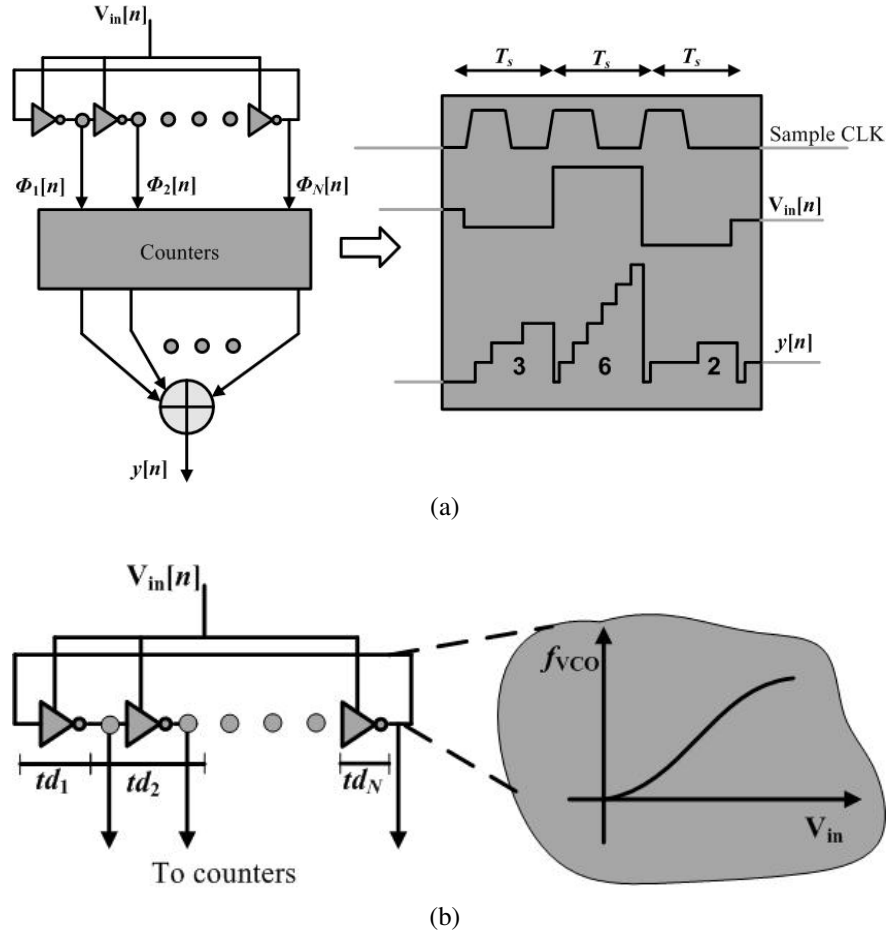 V_in[n]
Φ_1[n] Φ_2[n] Φ_N[n]
Counters
y[n]
T_s T_s T_s
Sample CLK
V_in[n]
y[n]
3 6 2
(a)
V_in[n]
td_1 td_2 td_N
To counters
f_VCO
V_in
(b)